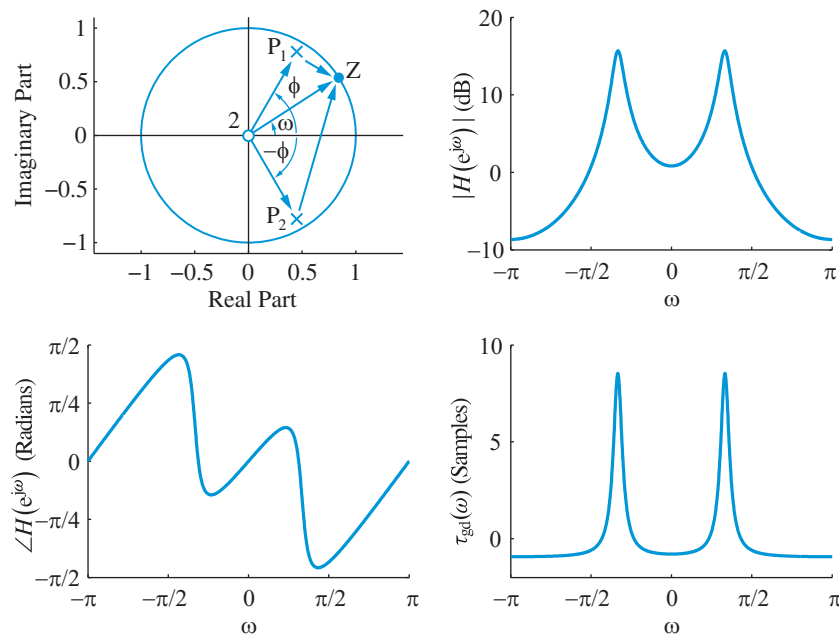 Imaginary Part
1
0.5
0
−0.5
−1
P1
Z
ϕ
2
ω
−ϕ
P2
−1 −0.5 0 0.5 1
Real Part
|H(e^jω)| (dB)
20
10
0
−10
−π −π/2 0 π/2 π
ω
∠H(e^jω) (Radians)
π/2
π/4
0
−π/4
−π/2
−π −π/2 0 π/2 π
ω
τgd(ω) (Samples)
10
5
0
−π −π/2 0 π/2 π
ω